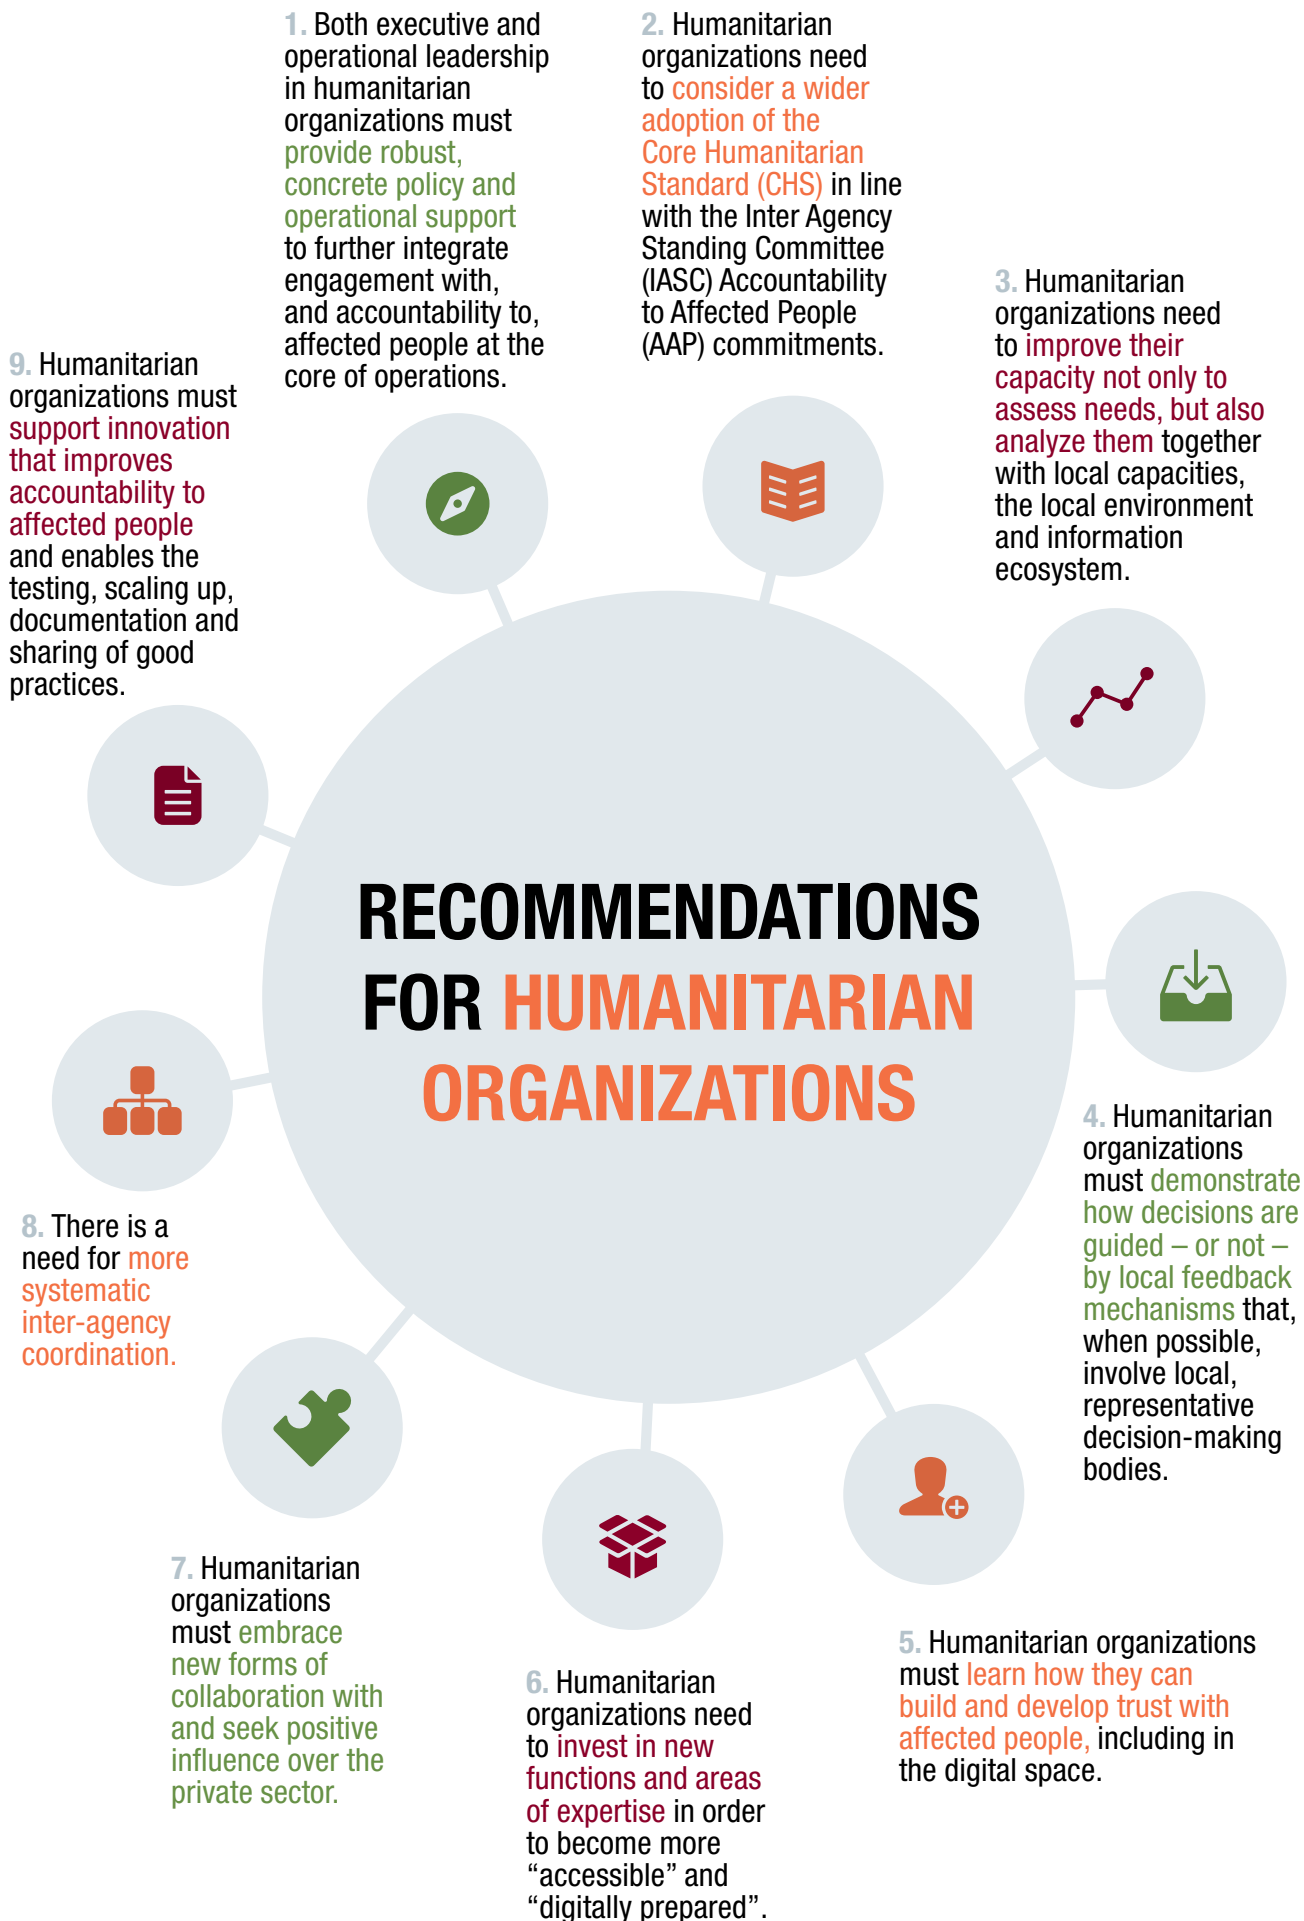 1. Both executive and
operational leadership
in humanitarian
organizations must
provide robust,
concrete policy and
operational support
to further integrate
engagement with,
and accountability to,
affected people at the
core of operations.
2. Humanitarian
organizations need
to consider a wider
adoption of the
Core Humanitarian
Standard (CHS) in line
with the Inter Agency
Standing Committee
(IASC) Accountability
to Affected People
(AAP) commitments.
3. Humanitarian
organizations need
to improve their
capacity not only to
assess needs, but also
analyze them together
with local capacities,
the local environment
and information
ecosystem.
RECOMMENDATIONS
FOR HUMANITARIAN
ORGANIZATIONS
4. Humanitarian
organizations
must demonstrate
how decisions are
guided – or not –
by local feedback
mechanisms that,
when possible,
involve local,
representative
decision-making
bodies.
5. Humanitarian organizations
must learn how they can
build and develop trust with
affected people, including in
the digital space.
6. Humanitarian
organizations need
to invest in new
functions and areas
of expertise in order
to become more
“accessible” and
“digitally prepared”.
7. Humanitarian
organizations
must embrace
new forms of
collaboration with
and seek positive
influence over the
private sector.
8. There is a
need for more
systematic
inter-agency
coordination.
9. Humanitarian
organizations must
support innovation
that improves
accountability to
affected people
and enables the
testing, scaling up,
documentation and
sharing of good
practices.